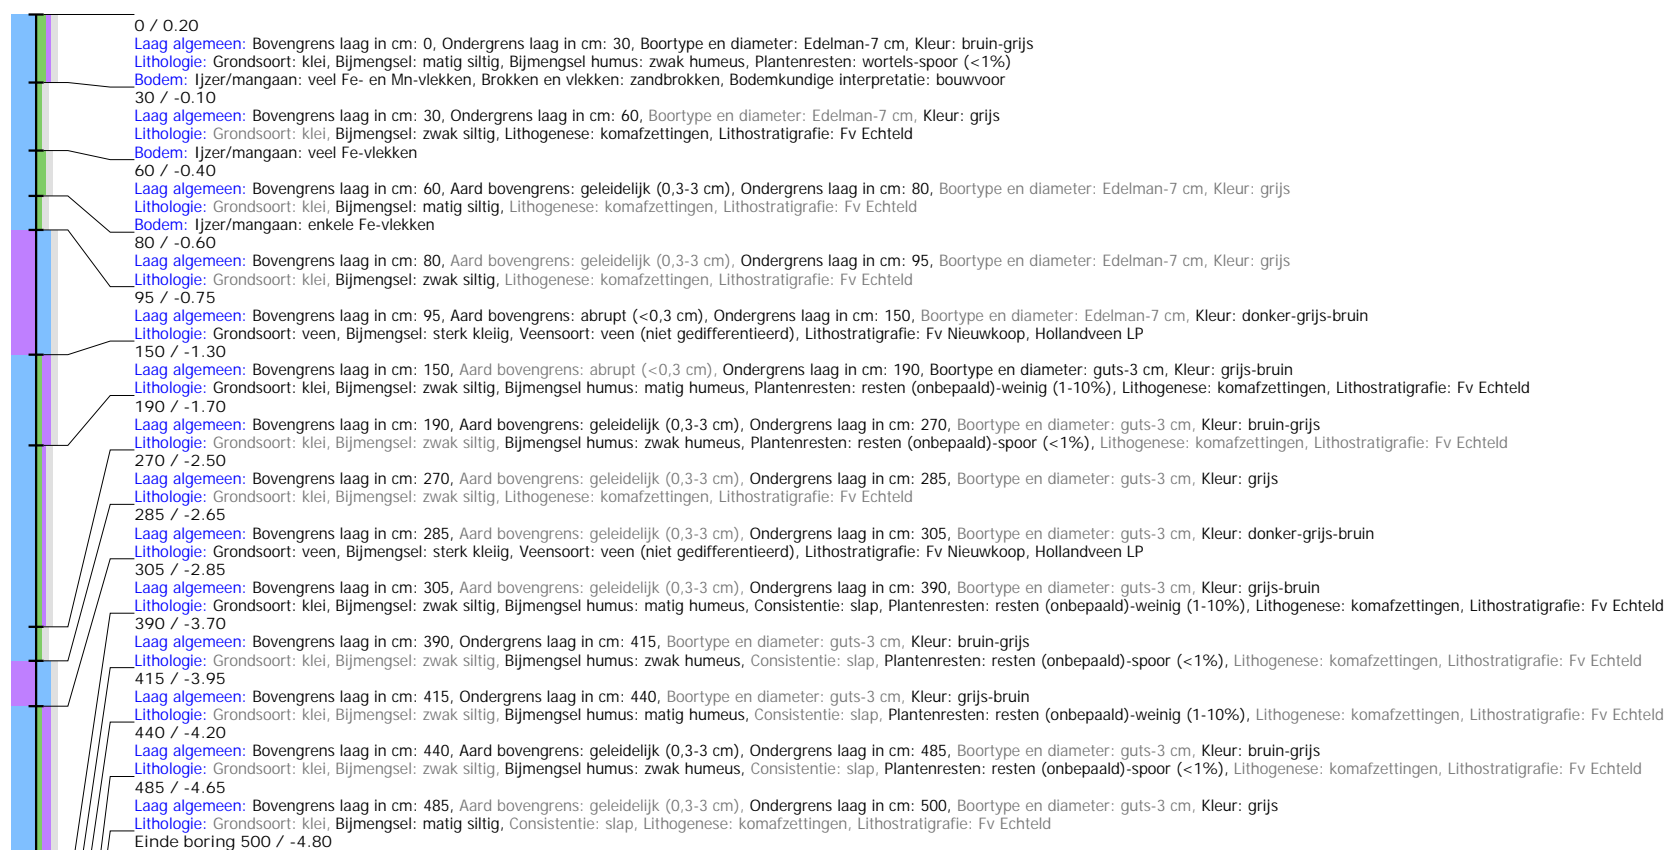 0 / 0.20
Laag algemeen: Bovengrens laag in cm: 0, Ondergrens laag in cm: 30, Boortype en diameter: Edelman-7 cm, Kleur: bruin-grijs
Lithologie: Grondsoort: klei, Bijmengsel: matig siltig, Bijmengsel humus: zwak humeus, Plantenresten: wortels-spoor (<1%)
Bodem: Ijzer/mangaan: veel Fe- en Mn-vlekken, Brokken en vlekken: zandbrokken, Bodemkundige interpretatie: bouwvoor
30 / -0.10
Laag algemeen: Bovengrens laag in cm: 30, Ondergrens laag in cm: 60, Boortype en diameter: Edelman-7 cm, Kleur: grijs
Lithologie: Grondsoort: klei, Bijmengsel: zwak siltig, Lithogenese: komafzettingen, Lithostratigrafie: Fv Echteld
Bodem: Ijzer/mangaan: veel Fe-vlekken
60 / -0.40
Laag algemeen: Bovengrens laag in cm: 60, Aard bovengrens: geleidelijk (0,3-3 cm), Ondergrens laag in cm: 80, Boortype en diameter: Edelman-7 cm, Kleur: grijs
Lithologie: Grondsoort: klei, Bijmengsel: matig siltig, Lithogenese: komafzettingen, Lithostratigrafie: Fv Echteld
Bodem: Ijzer/mangaan: enkele Fe-vlekken
80 / -0.60
Laag algemeen: Bovengrens laag in cm: 80, Aard bovengrens: geleidelijk (0,3-3 cm), Ondergrens laag in cm: 95, Boortype en diameter: Edelman-7 cm, Kleur: grijs
Lithologie: Grondsoort: klei, Bijmengsel: zwak siltig, Lithogenese: komafzettingen, Lithostratigrafie: Fv Echteld
95 / -0.75
Laag algemeen: Bovengrens laag in cm: 95, Aard bovengrens: abrupt (<0,3 cm), Ondergrens laag in cm: 150, Boortype en diameter: Edelman-7 cm, Kleur: donker-grijs-bruin
Lithologie: Grondsoort: veen, Bijmengsel: sterk kleiig, Veensoort: veen (niet gedifferentieerd), Lithostratigrafie: Fv Nieuwkoop, Hollandveen LP
150 / -1.30
Laag algemeen: Bovengrens laag in cm: 150, Aard bovengrens: abrupt (<0,3 cm), Ondergrens laag in cm: 190, Boortype en diameter: guts-3 cm, Kleur: grijs-bruin
Lithologie: Grondsoort: klei, Bijmengsel: zwak siltig, Bijmengsel humus: matig humeus, Plantenresten: resten (onbepaald)-weinig (1-10%), Lithogenese: komafzettingen, Lithostratigrafie: Fv Echteld
190 / -1.70
Laag algemeen: Bovengrens laag in cm: 190, Aard bovengrens: geleidelijk (0,3-3 cm), Ondergrens laag in cm: 270, Boortype en diameter: guts-3 cm, Kleur: bruin-grijs
Lithologie: Grondsoort: klei, Bijmengsel: zwak siltig, Bijmengsel humus: zwak humeus, Plantenresten: resten (onbepaald)-spoor (<1%), Lithogenese: komafzettingen, Lithostratigrafie: Fv Echteld
270 / -2.50
Laag algemeen: Bovengrens laag in cm: 270, Aard bovengrens: geleidelijk (0,3-3 cm), Ondergrens laag in cm: 285, Boortype en diameter: guts-3 cm, Kleur: grijs
Lithologie: Grondsoort: klei, Bijmengsel: zwak siltig, Lithogenese: komafzettingen, Lithostratigrafie: Fv Echteld
285 / -2.65
Laag algemeen: Bovengrens laag in cm: 285, Aard bovengrens: geleidelijk (0,3-3 cm), Ondergrens laag in cm: 305, Boortype en diameter: guts-3 cm, Kleur: donker-grijs-bruin
Lithologie: Grondsoort: veen, Bijmengsel: sterk kleiig, Veensoort: veen (niet gedifferentieerd), Lithostratigrafie: Fv Nieuwkoop, Hollandveen LP
305 / -2.85
Laag algemeen: Bovengrens laag in cm: 305, Aard bovengrens: geleidelijk (0,3-3 cm), Ondergrens laag in cm: 390, Boortype en diameter: guts-3 cm, Kleur: grijs-bruin
Lithologie: Grondsoort: klei, Bijmengsel: zwak siltig, Bijmengsel humus: matig humeus, Consistentie: slap, Plantenresten: resten (onbepaald)-weinig (1-10%), Lithogenese: komafzettingen, Lithostratigrafie: Fv Echteld
390 / -3.70
Laag algemeen: Bovengrens laag in cm: 390, Ondergrens laag in cm: 415, Boortype en diameter: guts-3 cm, Kleur: bruin-grijs
Lithologie: Grondsoort: klei, Bijmengsel: zwak siltig, Bijmengsel humus: zwak humeus, Consistentie: slap, Plantenresten: resten (onbepaald)-spoor (<1%), Lithogenese: komafzettingen, Lithostratigrafie: Fv Echteld
415 / -3.95
Laag algemeen: Bovengrens laag in cm: 415, Ondergrens laag in cm: 440, Boortype en diameter: guts-3 cm, Kleur: grijs-bruin
Lithologie: Grondsoort: klei, Bijmengsel: zwak siltig, Bijmengsel humus: matig humeus, Consistentie: slap, Plantenresten: resten (onbepaald)-weinig (1-10%), Lithogenese: komafzettingen, Lithostratigrafie: Fv Echteld
440 / -4.20
Laag algemeen: Bovengrens laag in cm: 440, Aard bovengrens: geleidelijk (0,3-3 cm), Ondergrens laag in cm: 485, Boortype en diameter: guts-3 cm, Kleur: bruin-grijs
Lithologie: Grondsoort: klei, Bijmengsel: zwak siltig, Bijmengsel humus: zwak humeus, Consistentie: slap, Plantenresten: resten (onbepaald)-spoor (<1%), Lithogenese: komafzettingen, Lithostratigrafie: Fv Echteld
485 / -4.65
Laag algemeen: Bovengrens laag in cm: 485, Aard bovengrens: geleidelijk (0,3-3 cm), Ondergrens laag in cm: 500, Boortype en diameter: guts-3 cm, Kleur: grijs
Lithologie: Grondsoort: klei, Bijmengsel: matig siltig, Consistentie: slap, Lithogenese: komafzettingen, Lithostratigrafie: Fv Echteld
Einde boring 500 / -4.80